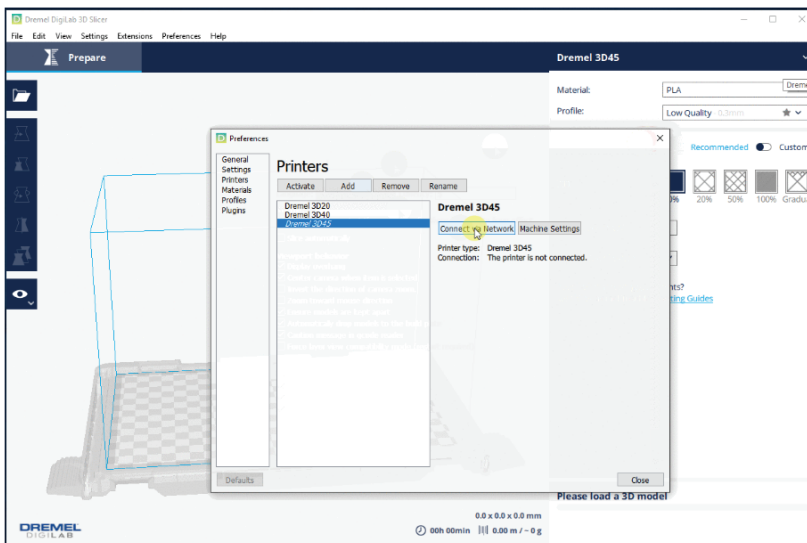 Dremel DigiLab 3D Slicer
File Edit View Settings Extensions Preferences Help
Prepare
Dremel 3D45
Material: PLA
Profile: Low Quality 0.3mm
Recommended Custom
20% 50% 100% Gradua
Preferences
General
Settings
Printers
Materials
Profiles
Plugins
Printers
Activate Add Remove Rename
Dremel 3D20
Dremel 3D40
Dremel 3D45
Dremel 3D45
Connect via Network Machine Settings
Printer type: Dremel 3D45
Connection: The printer is not connected.
nts?
ting Guides
Defaults
Close
Please load a 3D model
0.0 x 0.0 x 0.0 mm
00h 00min 0.00 m / ~ 0 g
DREMEL
DIGILAB